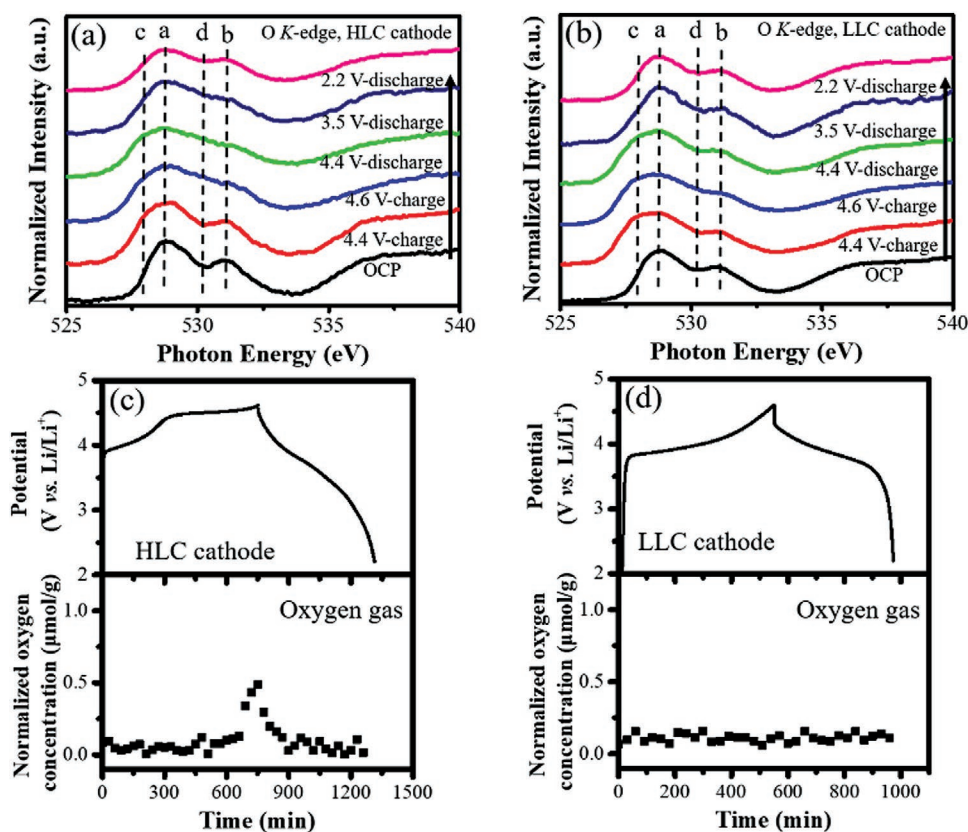 (a)
c a d b
O K-edge, HLC cathode
2.2 V-discharge
3.5 V-discharge
4.4 V-discharge
4.6 V-charge
4.4 V-charge
OCP
Normalized Intensity (a.u.)
525 530 535 540
Photon Energy (eV)
(b)
c a d b
O K-edge, LLC cathode
2.2 V-discharge
3.5 V-discharge
4.4 V-discharge
4.6 V-charge
4.4 V-charge
OCP
Normalized Intensity (a.u.)
525 530 535 540
Photon Energy (eV)
(c)
5
4
3
2
Potential
(V vs. Li/Li⁺)
HLC cathode
Oxygen gas
1.0
0.5
0.0
Normalized oxygen
concentration (μmol/g)
0 300 600 900 1200 1500
Time (min)
(d)
5
4
3
2
Potential
(V vs. Li/Li⁺)
LLC cathode
Oxygen gas
1.0
0.5
0.0
Normalized oxygen
concentration (μmol/g)
0 200 400 600 800 1000
Time (min)